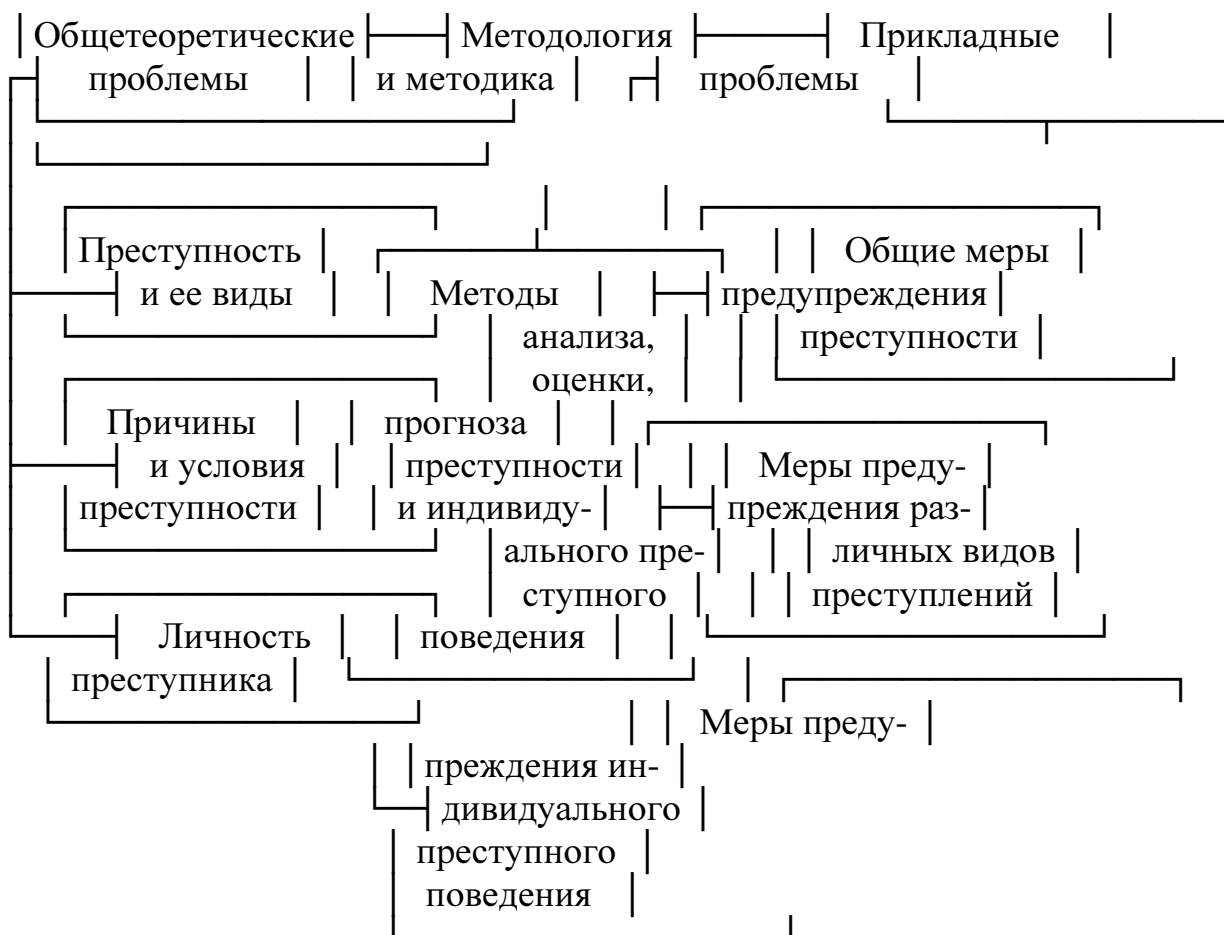 Общетеоретические Методология Прикладные
проблемы и методика проблемы
Преступность Общие меры
и ее виды Методы предупреждения
анализа, преступности
оценки,
Причины прогноза
и условия преступности Меры преду-
преступности и индивиду- преждения раз-
ального пре- личных видов
ступного преступлений
Личность поведения
преступника
Меры преду-
преждения ин-
дивидуального
преступного
поведения